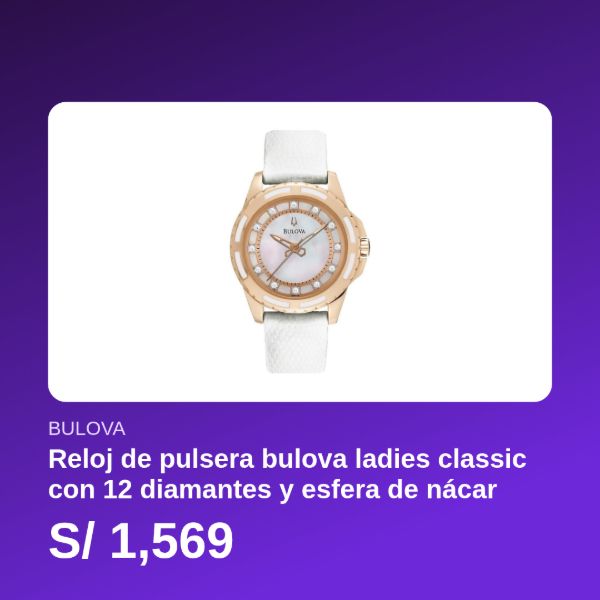 BULOVA
BULOVA
Reloj de pulsera bulova ladies classic
con 12 diamantes y esfera de nácar
S/ 1,569